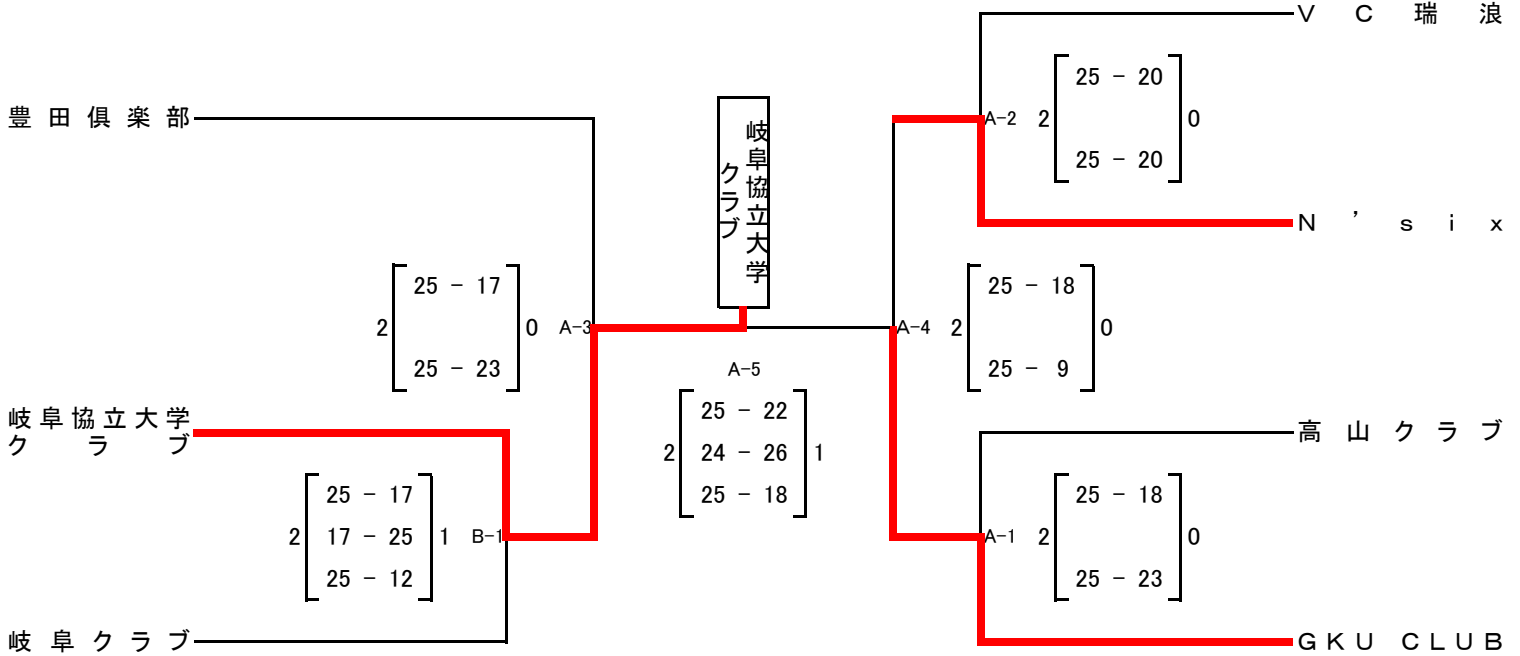 ＶＣ瑞浪
25 － 20
A-2 2 0
25 － 20
Ｎ’ｓｉｘ
豊田俱楽部
岐阜協立大学
クラブ
25 － 17
2 0 A-3
25 － 23
25 － 18
A-4 2 0
25 － 9
A-5
25 － 22
2 24 － 26 1
25 － 18
岐阜協立大学
クラブ
25 － 17
2 17 － 25 1 B-1
25 － 12
岐阜クラブ
高山クラブ
25 － 18
A-1 2 0
25 － 23
ＧＫＵ ＣＬＵＢ